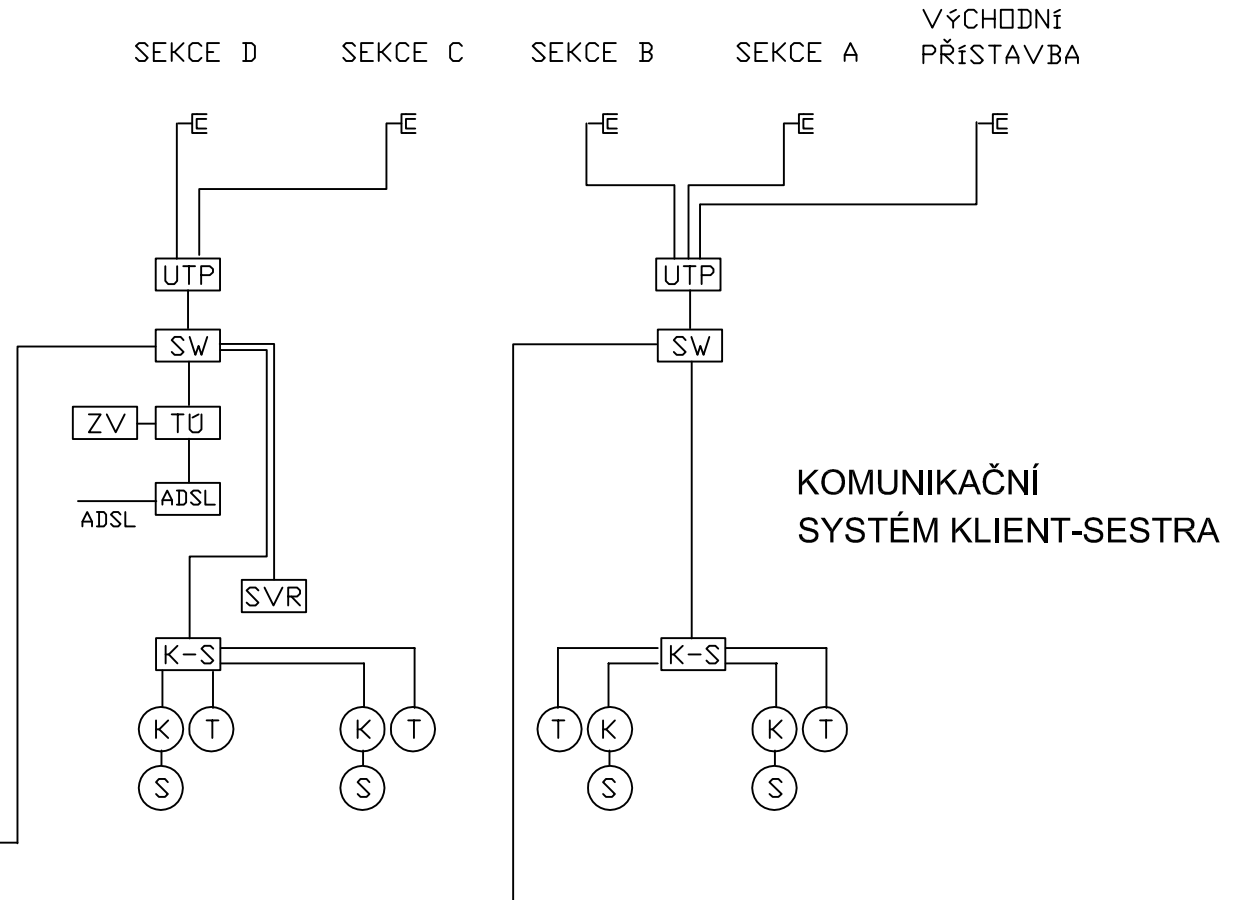 VÝCHODNÍ
SEKCE D SEKCE C SEKCE B SEKCE A PŘÍSTAVBA
UTP UTP
SW SW
ZV TÚ
ADSL
ADSL
KOMUNIKAČNÍ
SYSTÉM KLIENT-SESTRA
SVR
K-S K-S
K T K T T K K T
S S S S